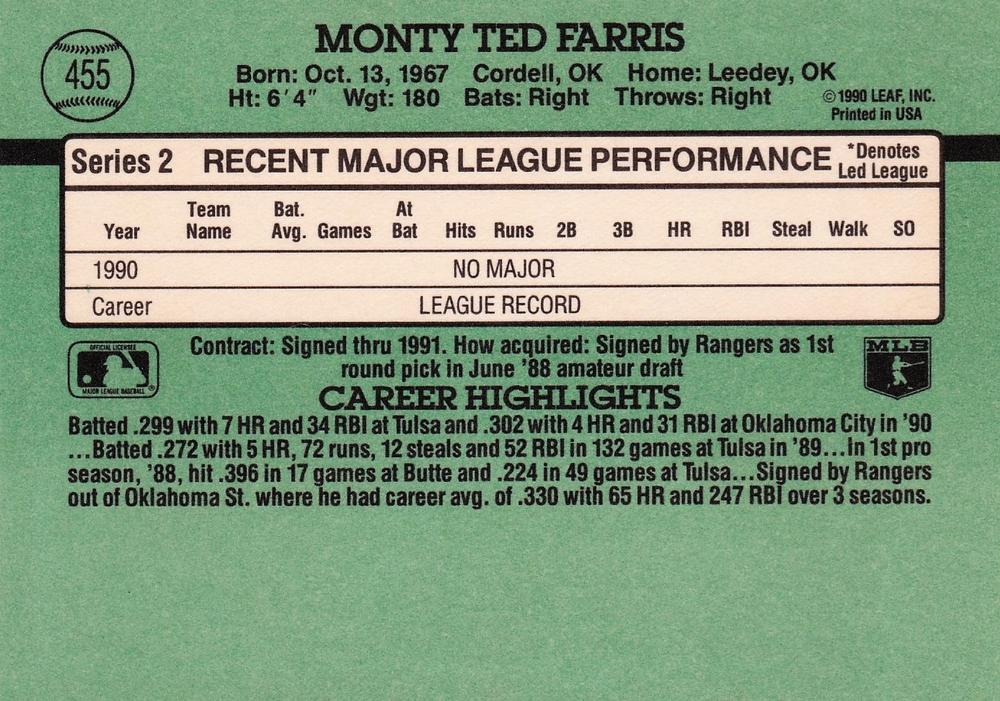 455
MONTY TED FARRIS
Born: Oct. 13, 1967 Cordell, OK Home: Leedey, OK
Ht: 6'4" Wgt: 180 Bats: Right Throws: Right
©1990 LEAF, INC.
Printed in USA
Series 2 RECENT MAJOR LEAGUE PERFORMANCE *Denotes Led League
Year Team Name Bat. Avg. Games At Bat Hits Runs 2B 3B HR RBI Steal Walk SO
1990 NO MAJOR
Career LEAGUE RECORD
OFFICIAL LICENSEE
MAJOR LEAGUE BASEBALL®
Contract: Signed thru 1991. How acquired: Signed by Rangers as 1st
round pick in June '88 amateur draft
MLB
CAREER HIGHLIGHTS
Batted .299 with 7 HR and 34 RBI at Tulsa and .302 with 4 HR and 31 RBI at Oklahoma City in '90
...Batted .272 with 5 HR, 72 runs, 12 steals and 52 RBI in 132 games at Tulsa in '89...In 1st pro
season, '88, hit .396 in 17 games at Butte and .224 in 49 games at Tulsa...Signed by Rangers
out of Oklahoma St. where he had career avg. of .330 with 65 HR and 247 RBI over 3 seasons.